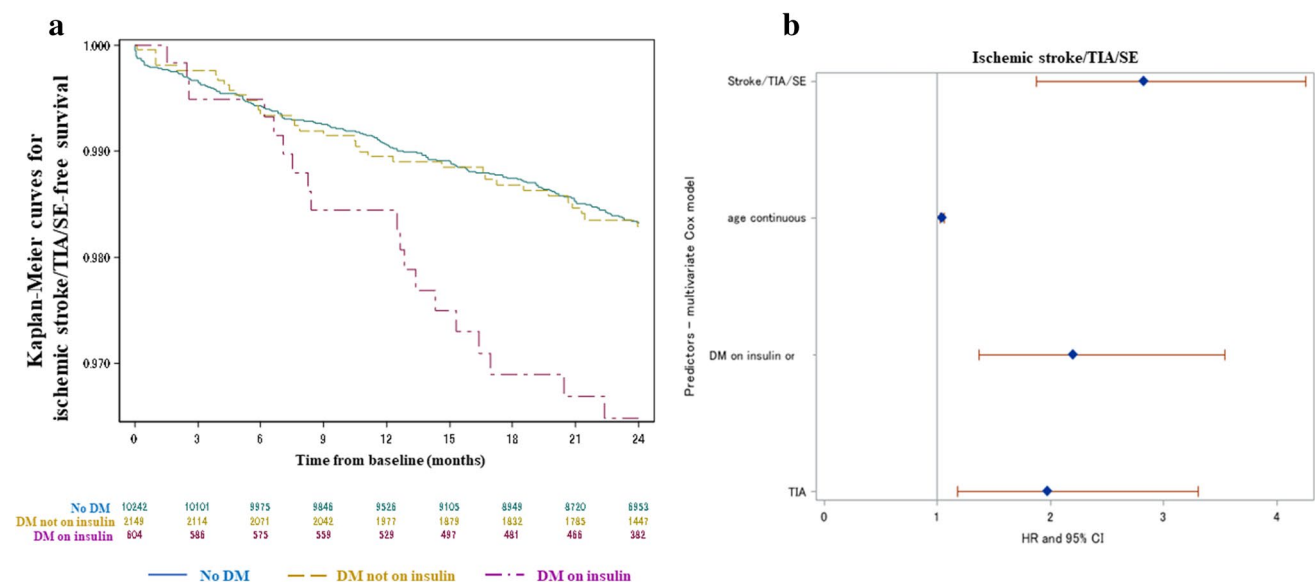 a
b
Kaplan-Meier curves for
ischemic stroke/TIA/SE-free survival
1.000
0.990
0.980
0.970
0 3 6 9 12 15 18 21 24
Time from baseline (months)
No DM 10242 10101 9975 9846 9526 9105 8949 8720 6953
DM not on insulin 2149 2114 2071 2042 1977 1879 1832 1785 1447
DM on insulin 604 586 575 559 529 497 481 466 382
No DM DM not on insulin DM on insulin
Ischemic stroke/TIA/SE
Predictors – multivariate Cox model
Stroke/TIA/SE
age continuous
DM on insulin or
TIA
0 1 2 3 4
HR and 95% CI